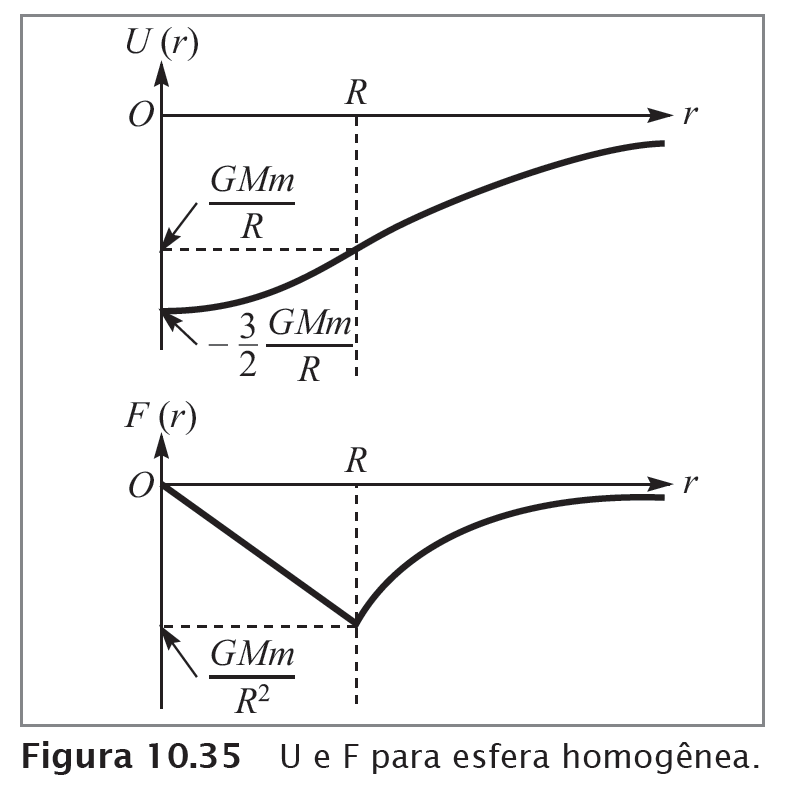 U (r)
R
O
r
GMm
R
– 3/2 GMm
R
F (r)
R
O
r
GMm
R²
Figura 10.35 U e F para esfera homogênea.